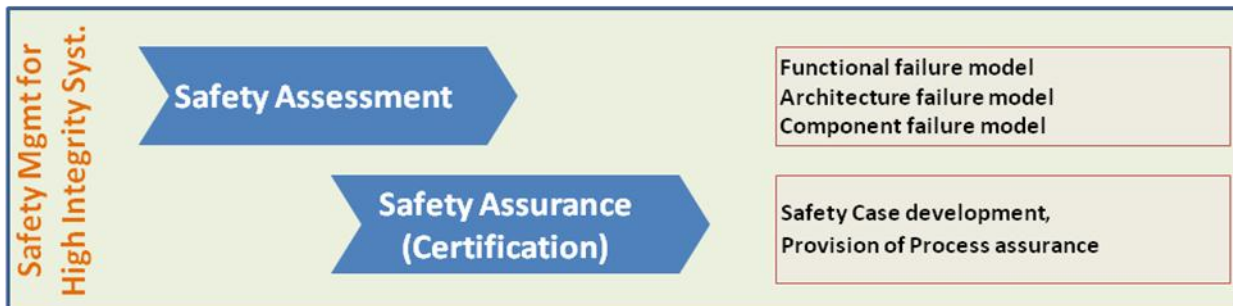 Safety Mgmt for
High Integrity Syst.
Safety Assessment
Functional failure model
Architecture failure model
Component failure model
Safety Assurance
(Certification)
Safety Case development,
Provision of Process assurance